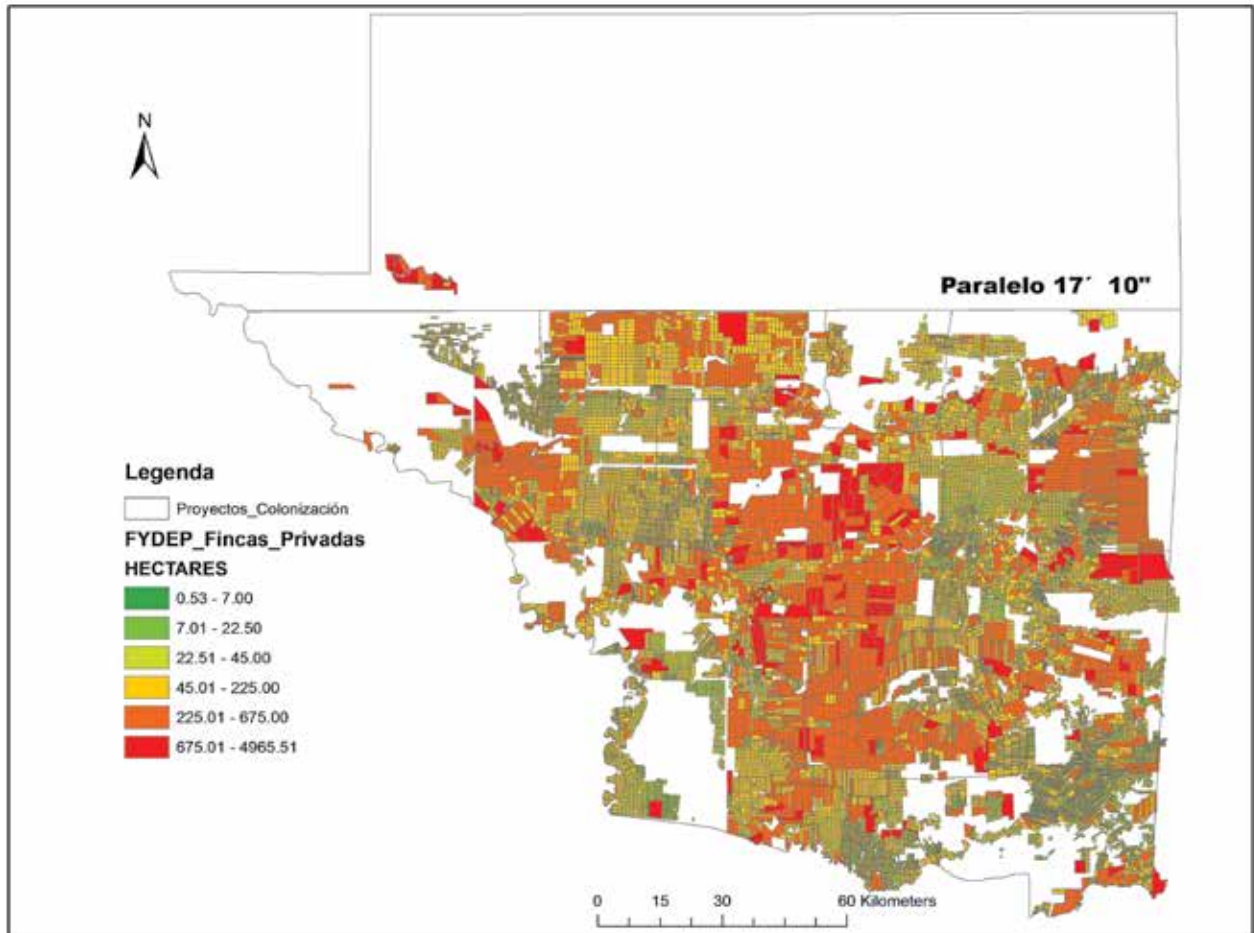 N
Paralelo 17´ 10"
Legenda
Proyectos_Colonización
FYDEP_Fincas_Privadas
HECTARES
0.53 - 7.00
7.01 - 22.50
22.51 - 45.00
45.01 - 225.00
225.01 - 675.00
675.01 - 4965.51
0 15 30 60 Kilometers